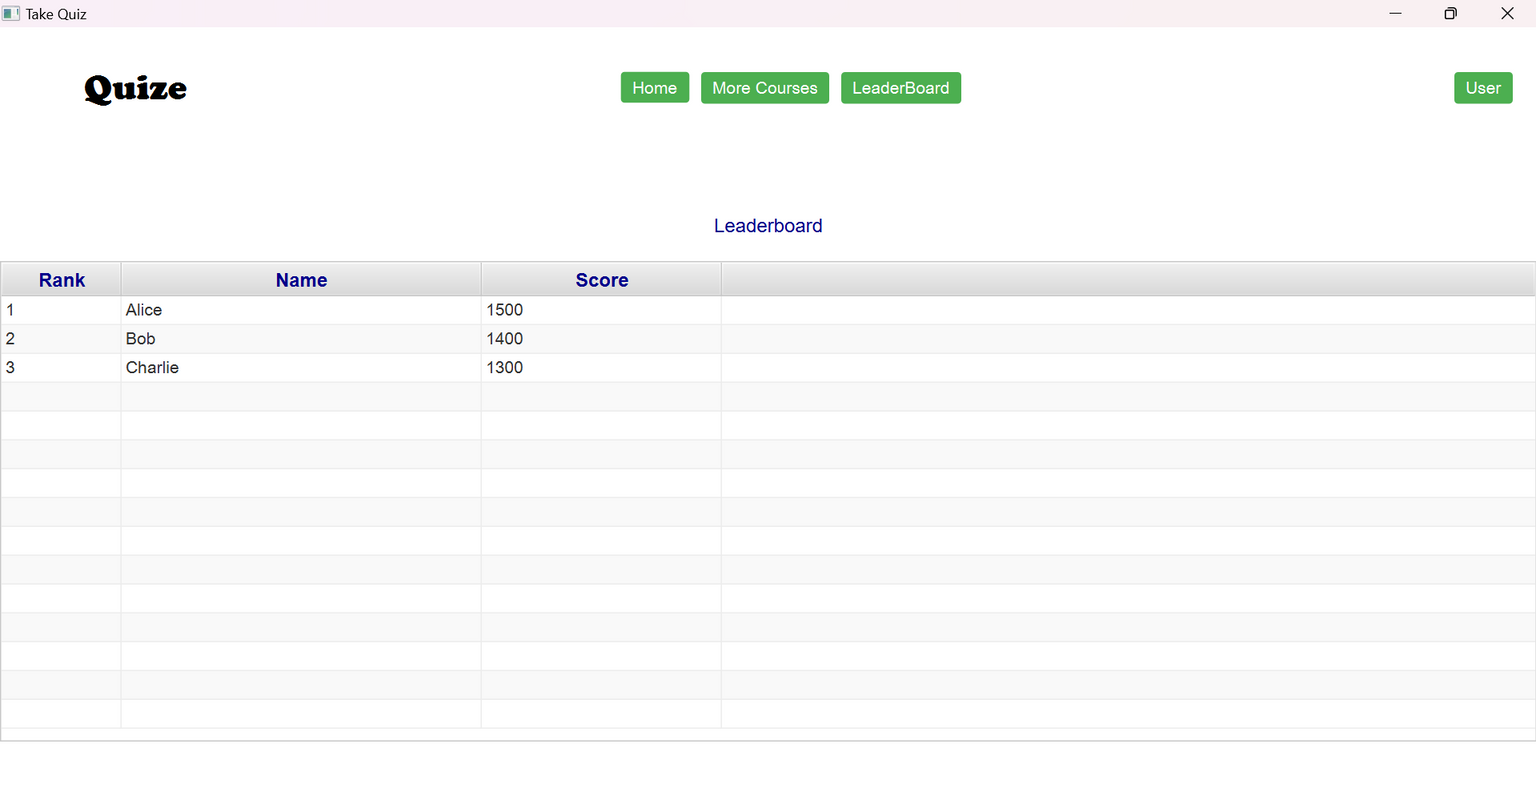 Take Quiz
Quize Home More Courses LeaderBoard User
Leaderboard
Rank Name Score
1 Alice 1500
2 Bob 1400
3 Charlie 1300